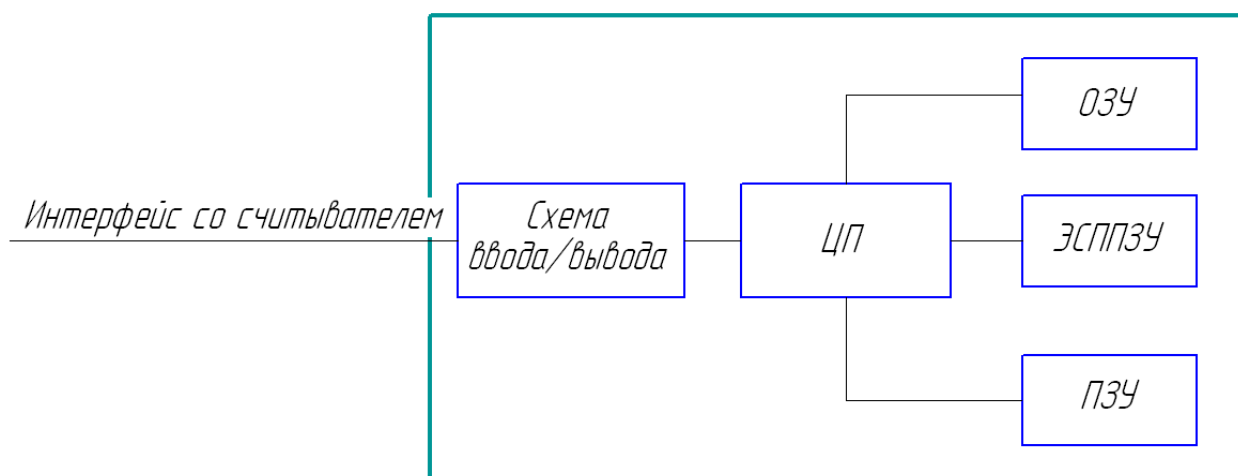 ОЗУ
Интерфейс со считывателем
Схема
ввода/вывода
ЦП
ЭСППЗУ
ПЗУ